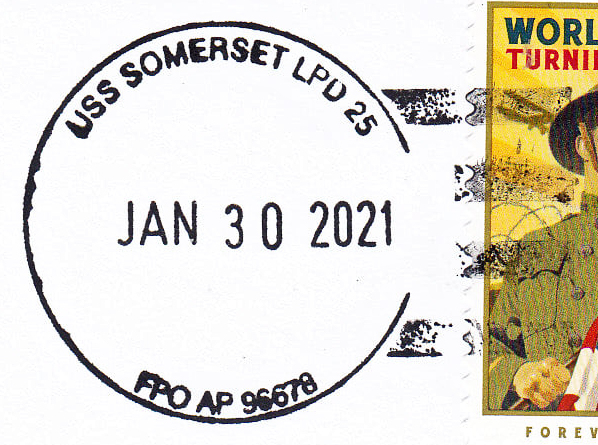 USS SOMERSET LPD 25
JAN 30 2021
FPO AP 96678
WORL
TURNI
FOREV